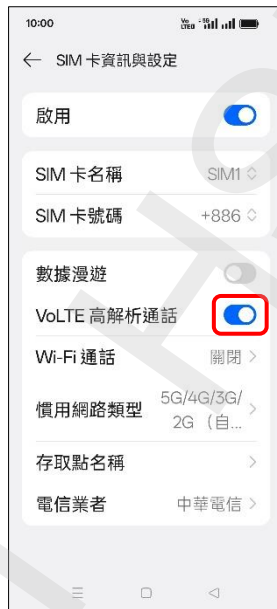 10:00
← SIM 卡資訊與設定
啟用
SIM 卡名稱 SIM1
SIM 卡號碼 +886
數據漫遊
VoLTE 高解析通話
Wi-Fi 通話 關閉
慣用網路類型 5G/4G/3G/
2G （自...
存取點名稱
電信業者 中華電信